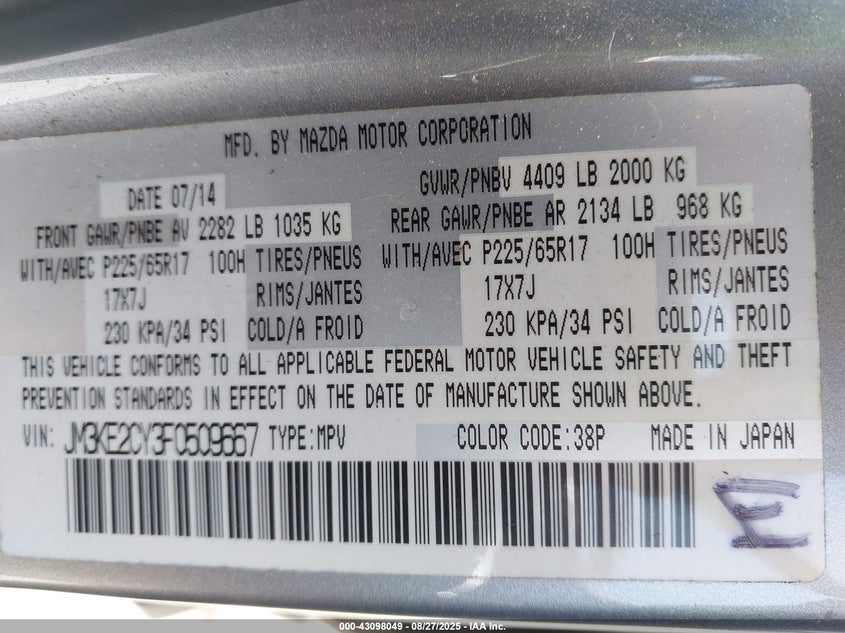 MFD. BY MAZDA MOTOR CORPORATION
DATE 07/14
GVWR/PNBV 4409 LB 2000 KG
FRONT GAWR/PNBE AV 2282 LB 1035 KG
REAR GAWR/PNBE AR 2134 LB 968 KG
WITH/AVEC P225/65R17 100H TIRES/PNEUS
WITH/AVEC P225/65R17 100H TIRES/PNEUS
17X7J RIMS/JANTES
17X7J RIMS/JANTES
230 KPA/34 PSI COLD/A FROID
230 KPA/34 PSI COLD/A FROID
THIS VEHICLE CONFORMS TO ALL APPLICABLE FEDERAL MOTOR VEHICLE SAFETY AND THEFT
PREVENTION STANDARDS IN EFFECT ON THE DATE OF MANUFACTURE SHOWN ABOVE.
VIN: JM3KE2CY3F0509667 TYPE:MPV COLOR CODE:38P MADE IN JAPAN
E
000-43098049 - 08/27/2025 - IAA Inc.